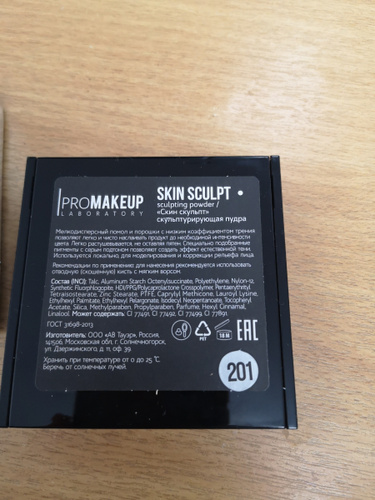 PROMAKEUP
LABORATORY
SKIN SCULPT
sculpting powder /
«Скин скульпт»
скульптурирующая пудра
Мелкодисперсный помол и порошки с низким коэффициентом трения
позволяют легко и чисто наслаивать продукт до необходимой интенсивности
цвета. Легко растушевывается, не оставляя пятен. Специально подобранные
пигменты с серым подтоном позволяют создать эффект естественной тени.
Используется локально для моделирования и коррекции рельефа лица.
Рекомендации по применению: для нанесения рекомендуется использовать
отводную (скошенную) кисть с мягким ворсом.
Состав (INCI): Talc, Aluminum Starch Octenylsuccinate, Polyethylene, Nylon-12,
Synthetic Fluorphlogopite, HDI/PPG/Polycaprolactone Crosspolymer, Pentaerythrityl
Tetraisostearate, Zinc Stearate, PTFE, Caprylyl Methicone, Lauroyl Lysine,
Ethylhexyl Palmitate, Ethylhexyl Pelargonate, Isodecyl Neopentanoate, Tocopheryl
Acetate, Silica, Methylparaben, Propylparaben, Parfume, Hexyl Cinnamal,
Linalool. Может содержать: CI 77491, CI 77492, CI 77499, CI 77891.
ГОСТ 31698-2013
Изготовитель: ООО «АВ Тауэр», Россия,
141506, Московская обл. г. Солнечногорск,
ул. Дзержинского, д. 11, оф. 39.
Хранить при температуре от 0 до 25 °C.
Беречь от солнечных лучей.
PET
18 M
EAC
201